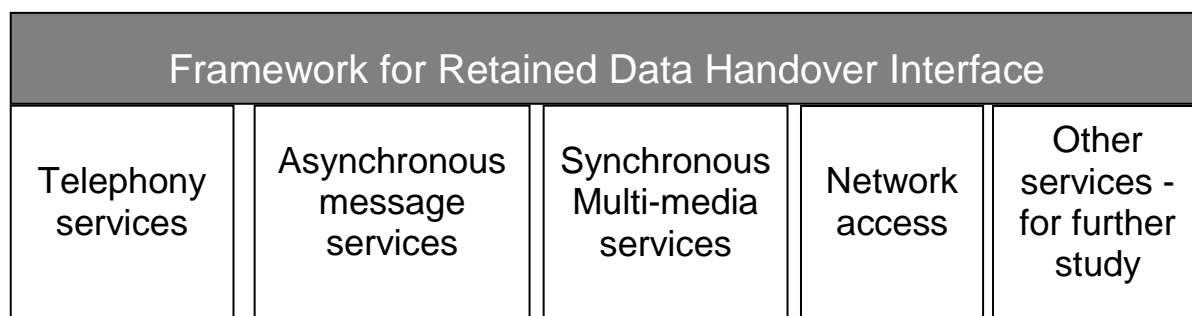 Framework for Retained Data Handover Interface
Telephony
services
Asynchronous
message
services
Synchronous
Multi-media
services
Network
access
Other
services -
for further
study